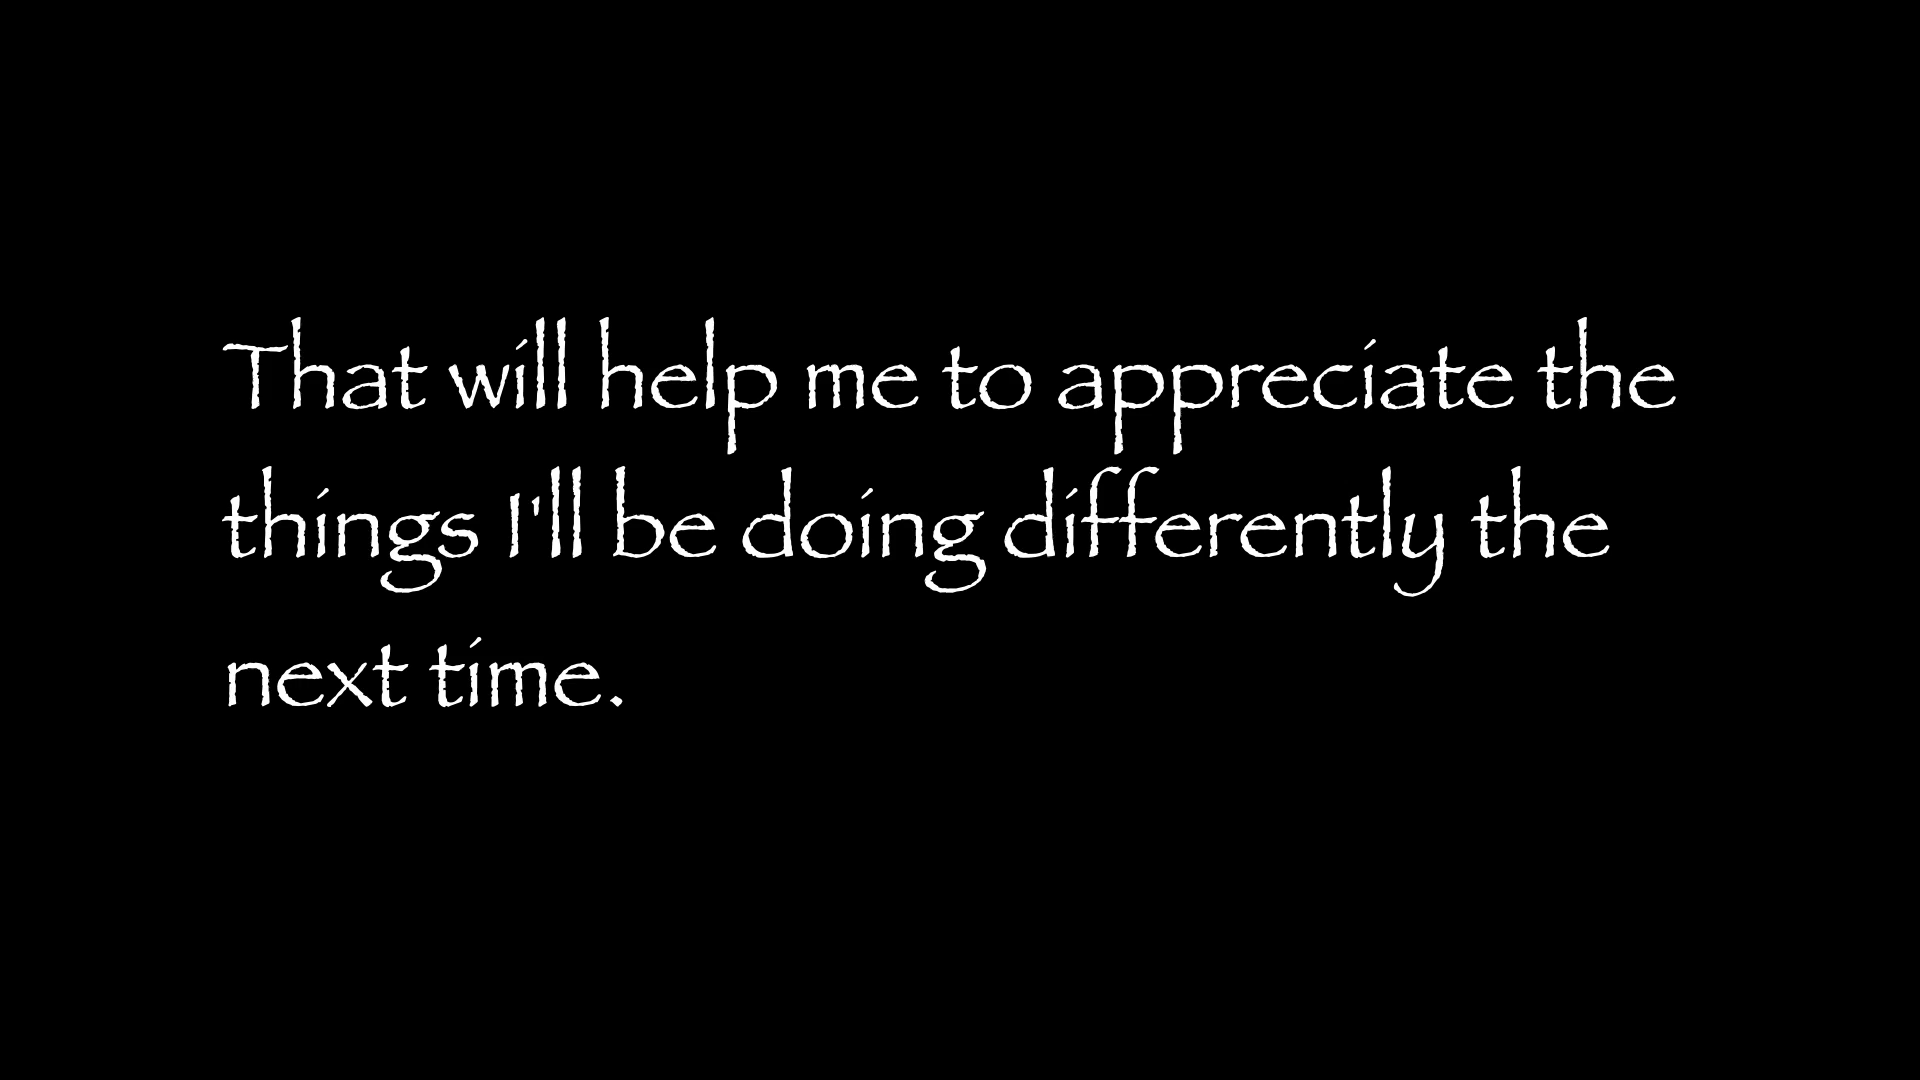 That will help me to appreciate the
things I'll be doing differently the
next time.